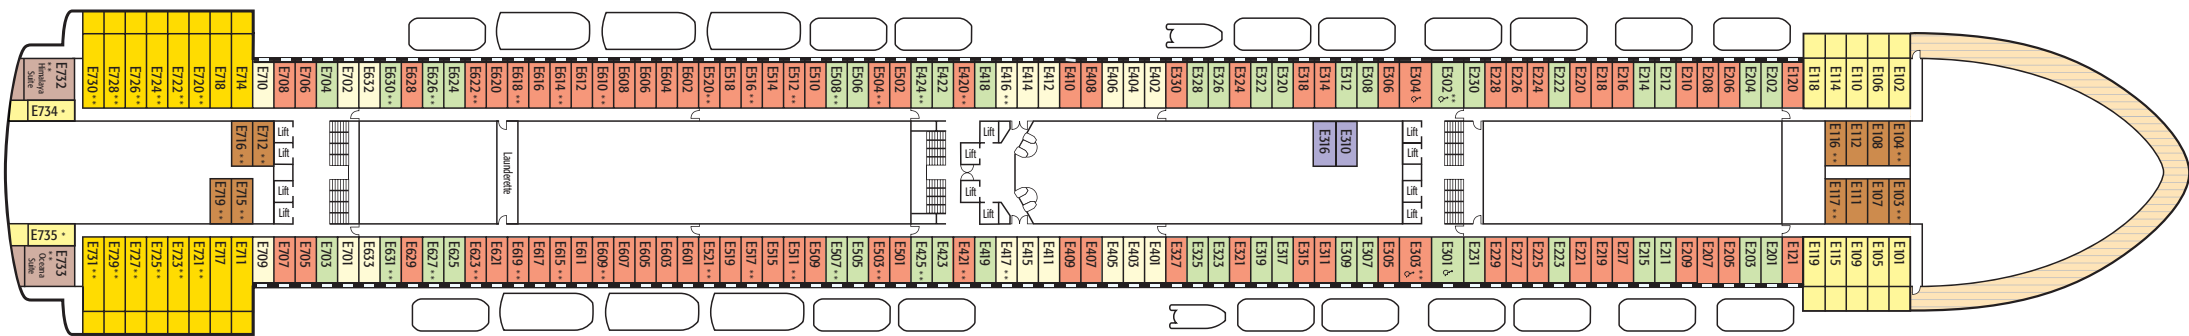 E732 **
Himalaya
Suite
E730 **
E728 **
E726 **
E724 **
E722 **
E720 **
E718
E714
E710
E708
E706
E704
E702
E632
E630 **
E628
E626 **
E624
E622 **
E620
E618 **
E616
E614 **
E612
E610 **
E608
E606
E604
E602
E520 **
E518
E516 **
E514
E512 **
E510
E508 **
E506
E504 **
E502
E424 **
E422
E420 **
E418
E416 **
E414
E412
E410
E408
E406
E404
E402
E330
E328
E326
E324
E322
E320
E318
E314
E312
E308
E306
E304
E302 **
E230
E228
E226
E224
E222
E220
E218
E216
E214
E212
E210
E208
E206
E204
E202
E120
E118
E114
E110
E106
E102
E734 *
E716 **
E712 **
Lift
Lift
Lift
Lift
E719 **
E715 **
Launderette
Lift
Lift
Lift
Lift
E316
E310
Lift
Lift
Lift
Lift
E116 **
E112
E108
E104 **
E117 **
E111
E107
E103 **
E735 *
E733 **
Oceana
Suite
E731 **
E729 **
E727 **
E725 **
E723 **
E721 **
E717
E711
E709
E707
E705
E703
E701
E633
E631 **
E629
E627 **
E625
E623 **
E621
E619 **
E617
E615 **
E611
E609 **
E607
E605
E603
E601
E521 **
E519
E517 **
E515
E511 **
E509
E507 **
E505
E503 **
E501
E425 **
E423
E421 **
E419
E417 **
E415
E411
E409
E407
E405
E403
E401
E327
E325
E323
E321
E319
E317
E315
E311
E309
E307
E305
E303 **
E301
E231
E229
E227
E225
E223
E221
E219
E217
E215
E211
E209
E207
E205
E203
E201
E121
E119
E115
E109
E105
E101